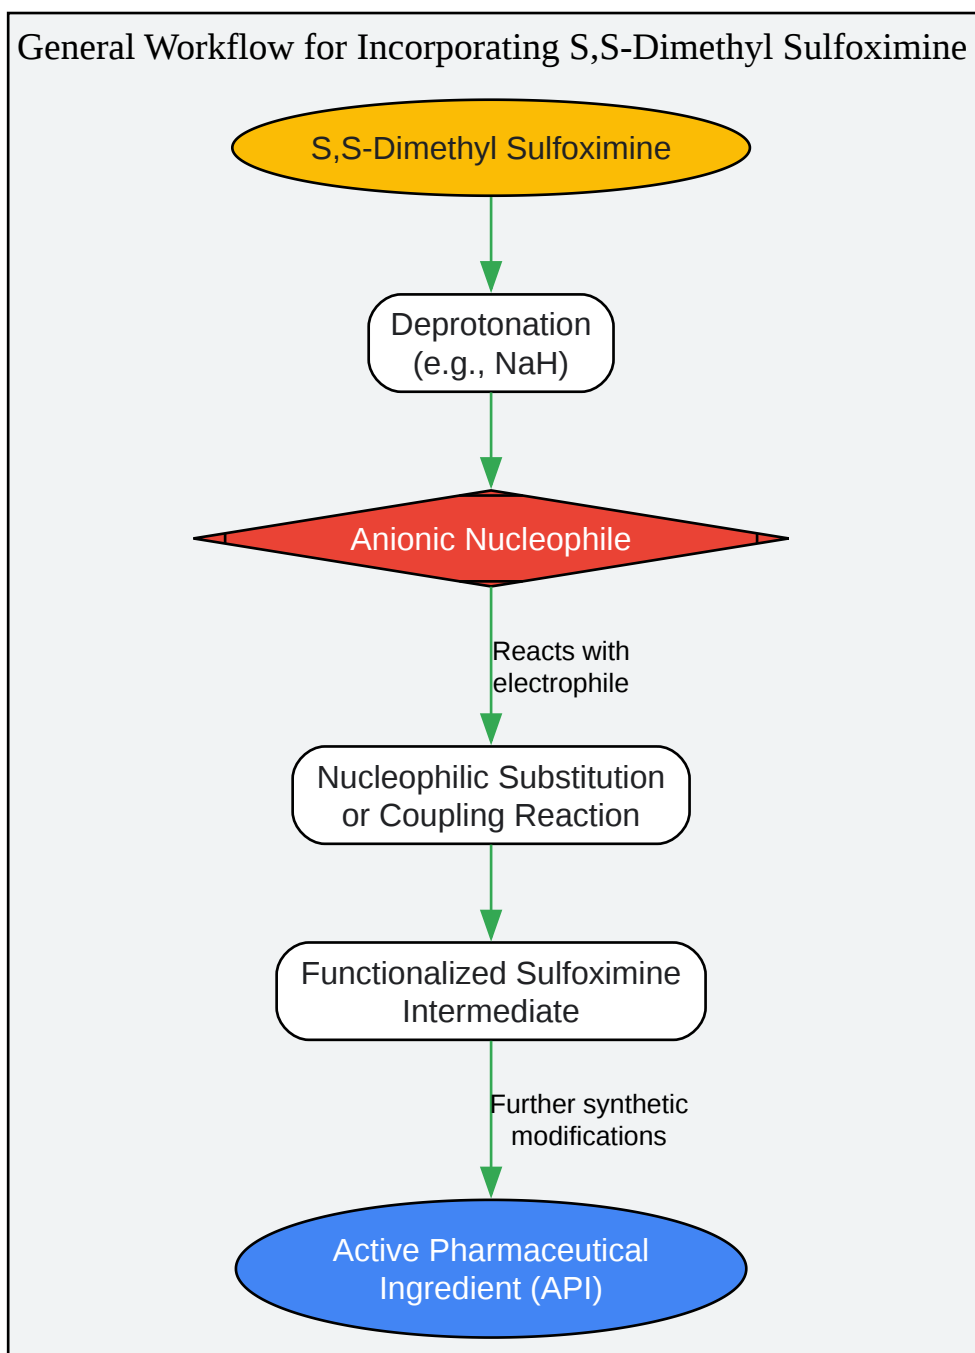 General Workflow for Incorporating S,S-Dimethyl Sulfoximine
S,S-Dimethyl Sulfoximine
Deprotonation
(e.g., NaH)
Anionic Nucleophile
Reacts with
electrophile
Nucleophilic Substitution
or Coupling Reaction
Functionalized Sulfoximine
Intermediate
Further synthetic
modifications
Active Pharmaceutical
Ingredient (API)